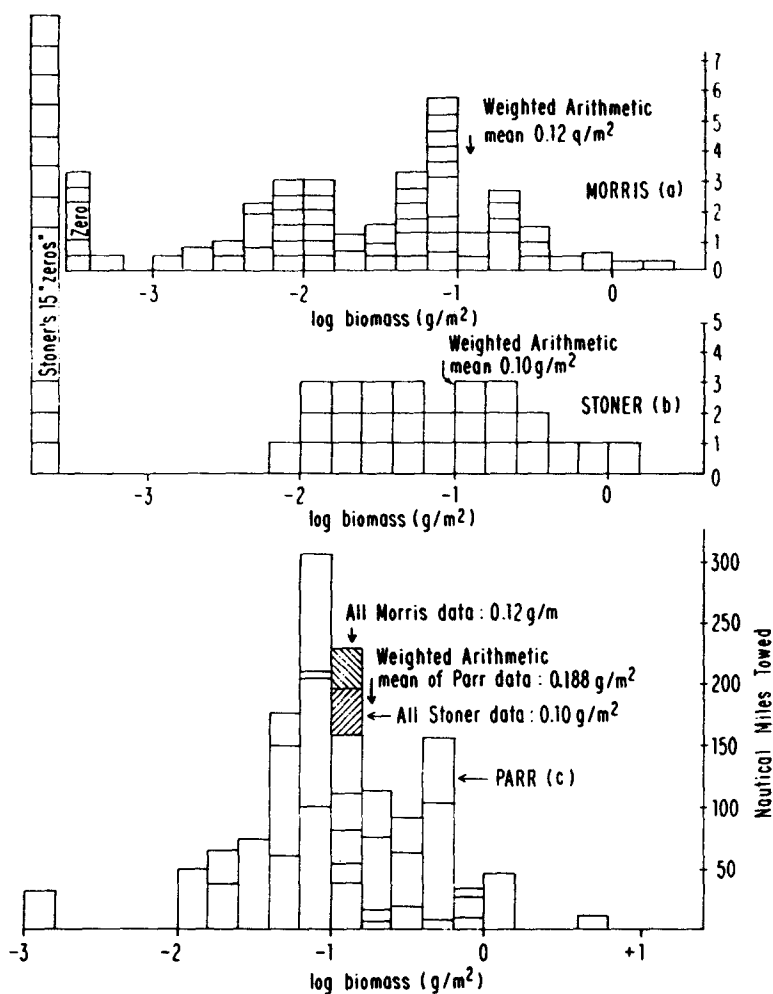 Stoner's 15 "zeros"
Zero
Weighted Arithmetic
mean 0.12 g/m²
MORRIS (a)
7
6
5
4
3
2
1
0
-3
-2
-1
0
log biomass (g/m²)
Weighted Arithmetic
mean 0.10 g/m²
STONER (b)
5
4
3
2
1
0
-3
-2
-1
0
log biomass (g/m²)
All Morris data : 0.12 g/m
Weighted Arithmetic
mean of Parr data : 0.188 g/m²
All Stoner data : 0.10 g/m²
PARR (c)
300
250
200
150
100
50
Nautical Miles Towed
-3
-2
-1
0
+1
log biomass (g/m²)